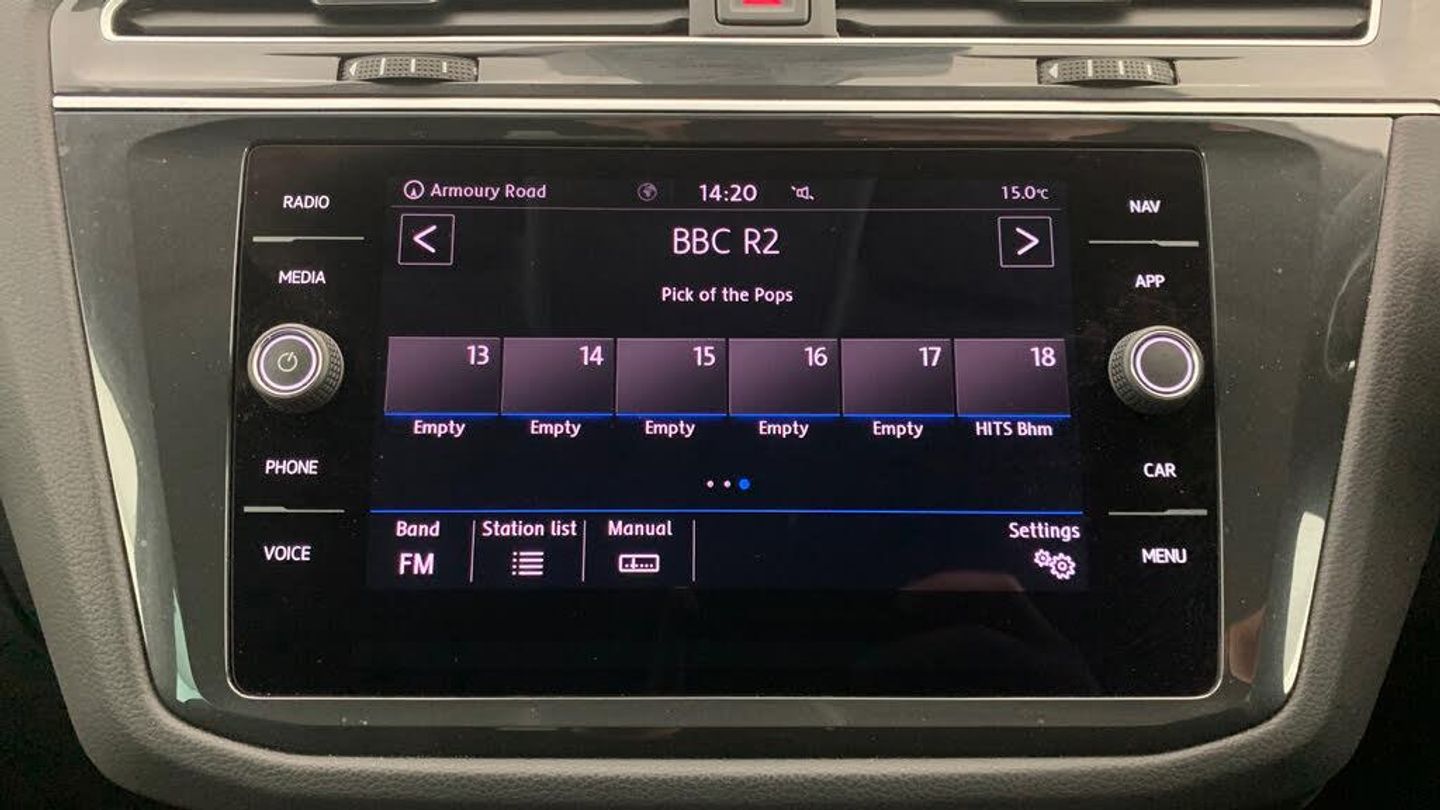 RADIO
MEDIA
PHONE
VOICE
Armoury Road
14:20
15.0°C
BBC R2
Pick of the Pops
13
14
15
16
17
18
Empty
Empty
Empty
Empty
Empty
HITS Bhm
Band
FM
Station list
Manual
Settings
NAV
APP
CAR
MENU